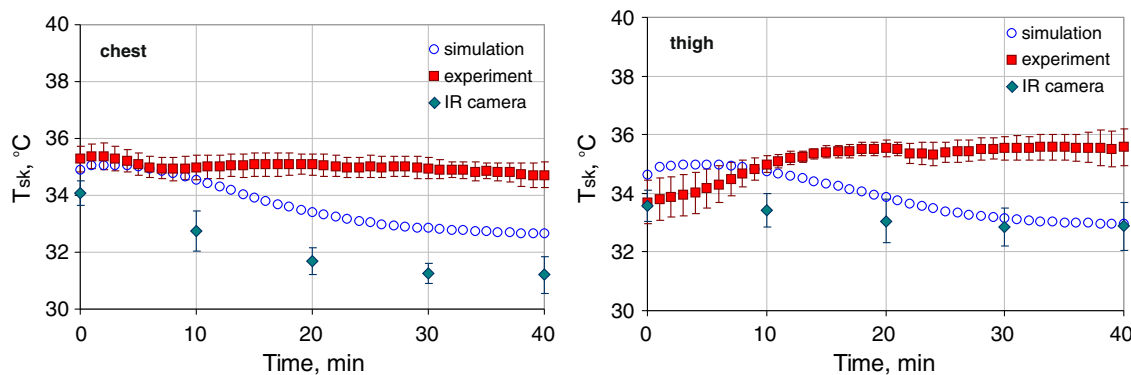 40
38
36
34
32
30
Tsk, °C
chest
simulation
experiment
IR camera
0
10
20
30
40
Time, min
40
38
36
34
32
30
Tsk, °C
thigh
simulation
experiment
IR camera
0
10
20
30
40
Time, min